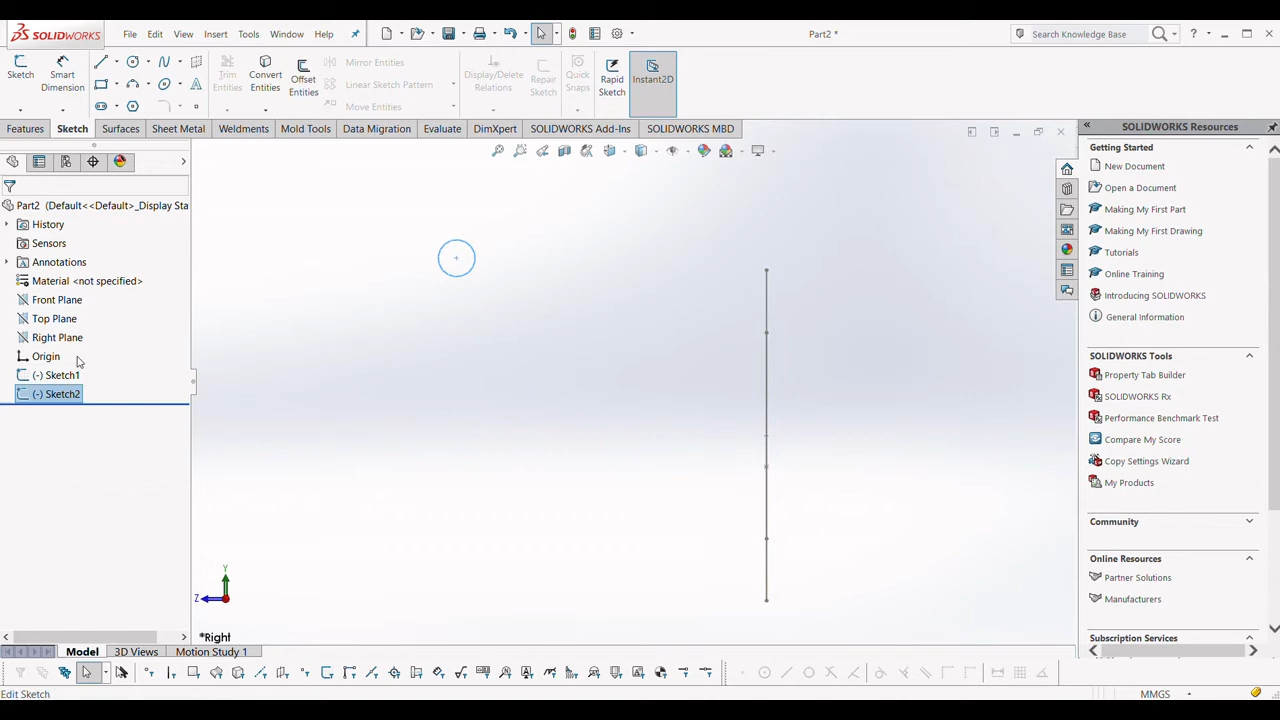 SOLIDWORKS File Edit View Insert Tools Window Help Part2 * Search Knowledge Base ?
Sketch Smart Dimension Trim Entities Convert Entities Offset Entities Mirror Entities Linear Sketch Pattern Move Entities Display/Delete Relations Repair Sketch Quick Snaps Rapid Sketch Instant2D
Features Sketch Surfaces Sheet Metal Weldments Mold Tools Data Migration Evaluate DimXpert SOLIDWORKS Add-Ins SOLIDWORKS MBD
Part2 (Default<<Default>_Display Sta
History
Sensors
Annotations
Material <not specified>
Front Plane
Top Plane
Right Plane
Origin
(-) Sketch1
(-) Sketch2
Y
Z
*Right
SOLIDWORKS Resources
Getting Started
New Document
Open a Document
Making My First Part
Making My First Drawing
Tutorials
Online Training
Introducing SOLIDWORKS
General Information
SOLIDWORKS Tools
Property Tab Builder
SOLIDWORKS Rx
Performance Benchmark Test
Compare My Score
Copy Settings Wizard
My Products
Community
Online Resources
Partner Solutions
Manufacturers
Subscription Services
Model 3D Views Motion Study 1
Edit Sketch MMGS